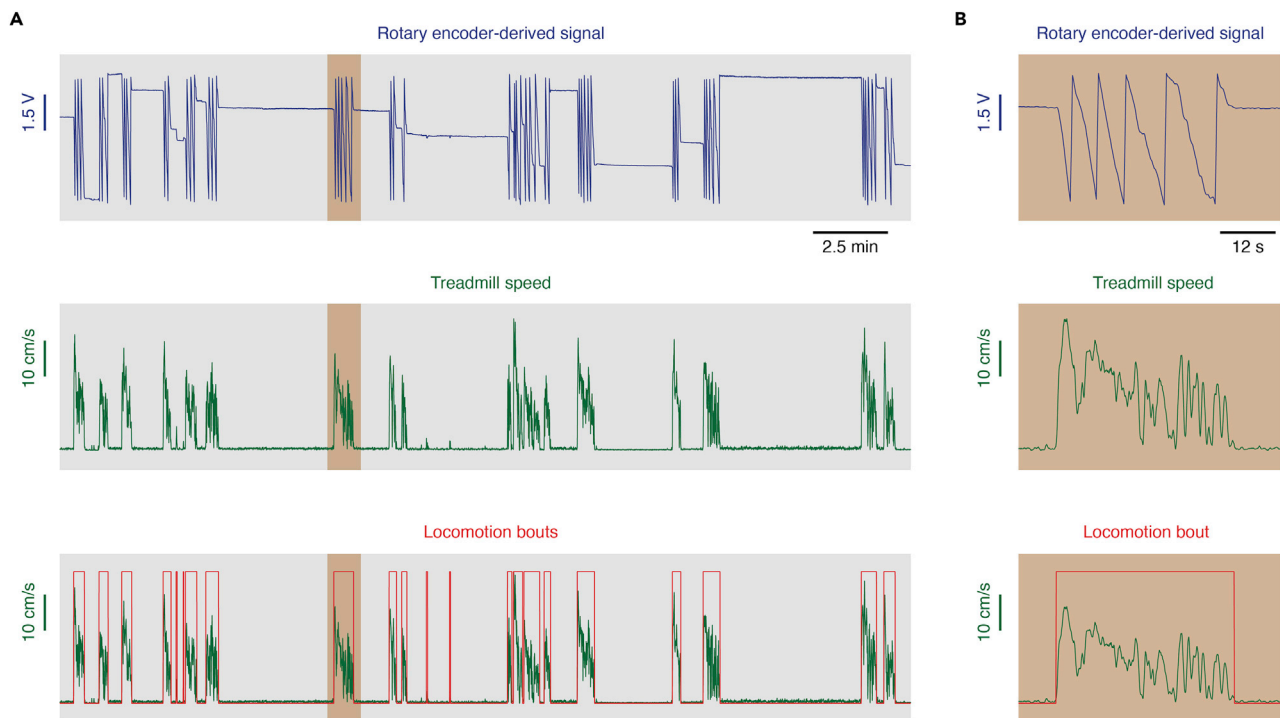 A
Rotary encoder-derived signal
1.5 V
2.5 min
Treadmill speed
10 cm/s
Locomotion bouts
10 cm/s
B
Rotary encoder-derived signal
1.5 V
12 s
Treadmill speed
10 cm/s
Locomotion bout
10 cm/s